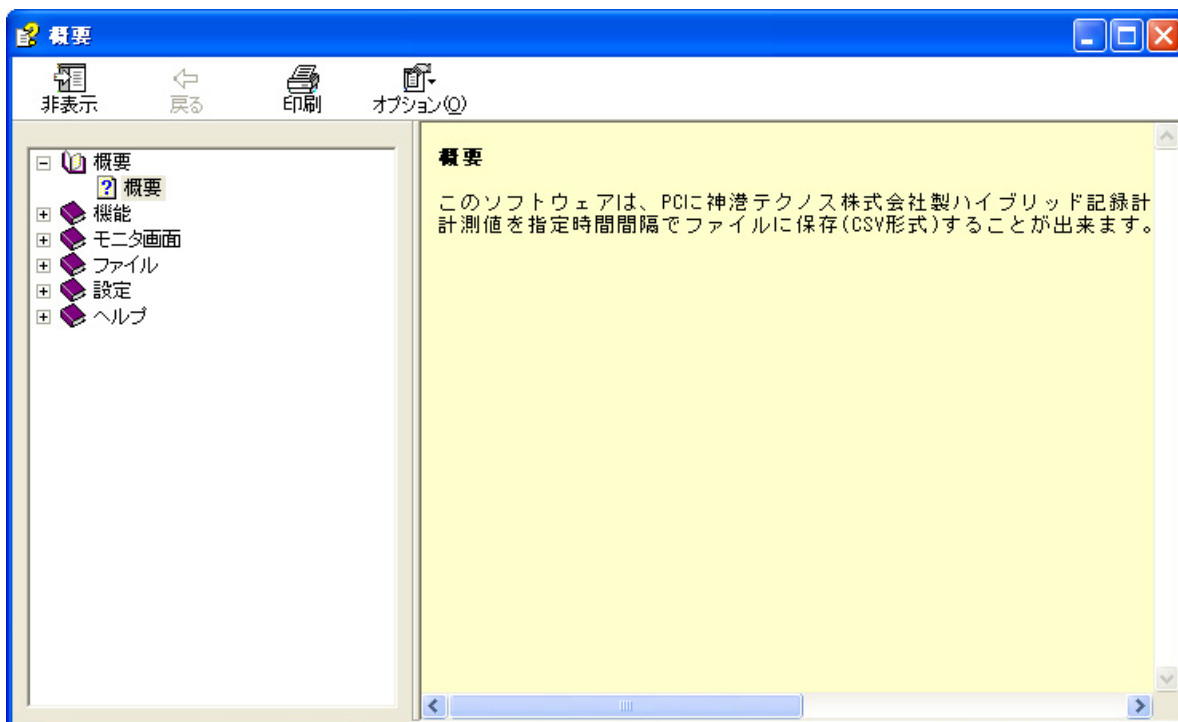 概要
非表示
戻る
印刷
オプション(O)
概要
概要
機能
モニタ画面
ファイル
設定
ヘルプ
概要
このソフトウェアは、PCに神港テクノス株式会社製ハイブリッド記録計
計測値を指定時間間隔でファイルに保存(CSV形式)することが出来ます。